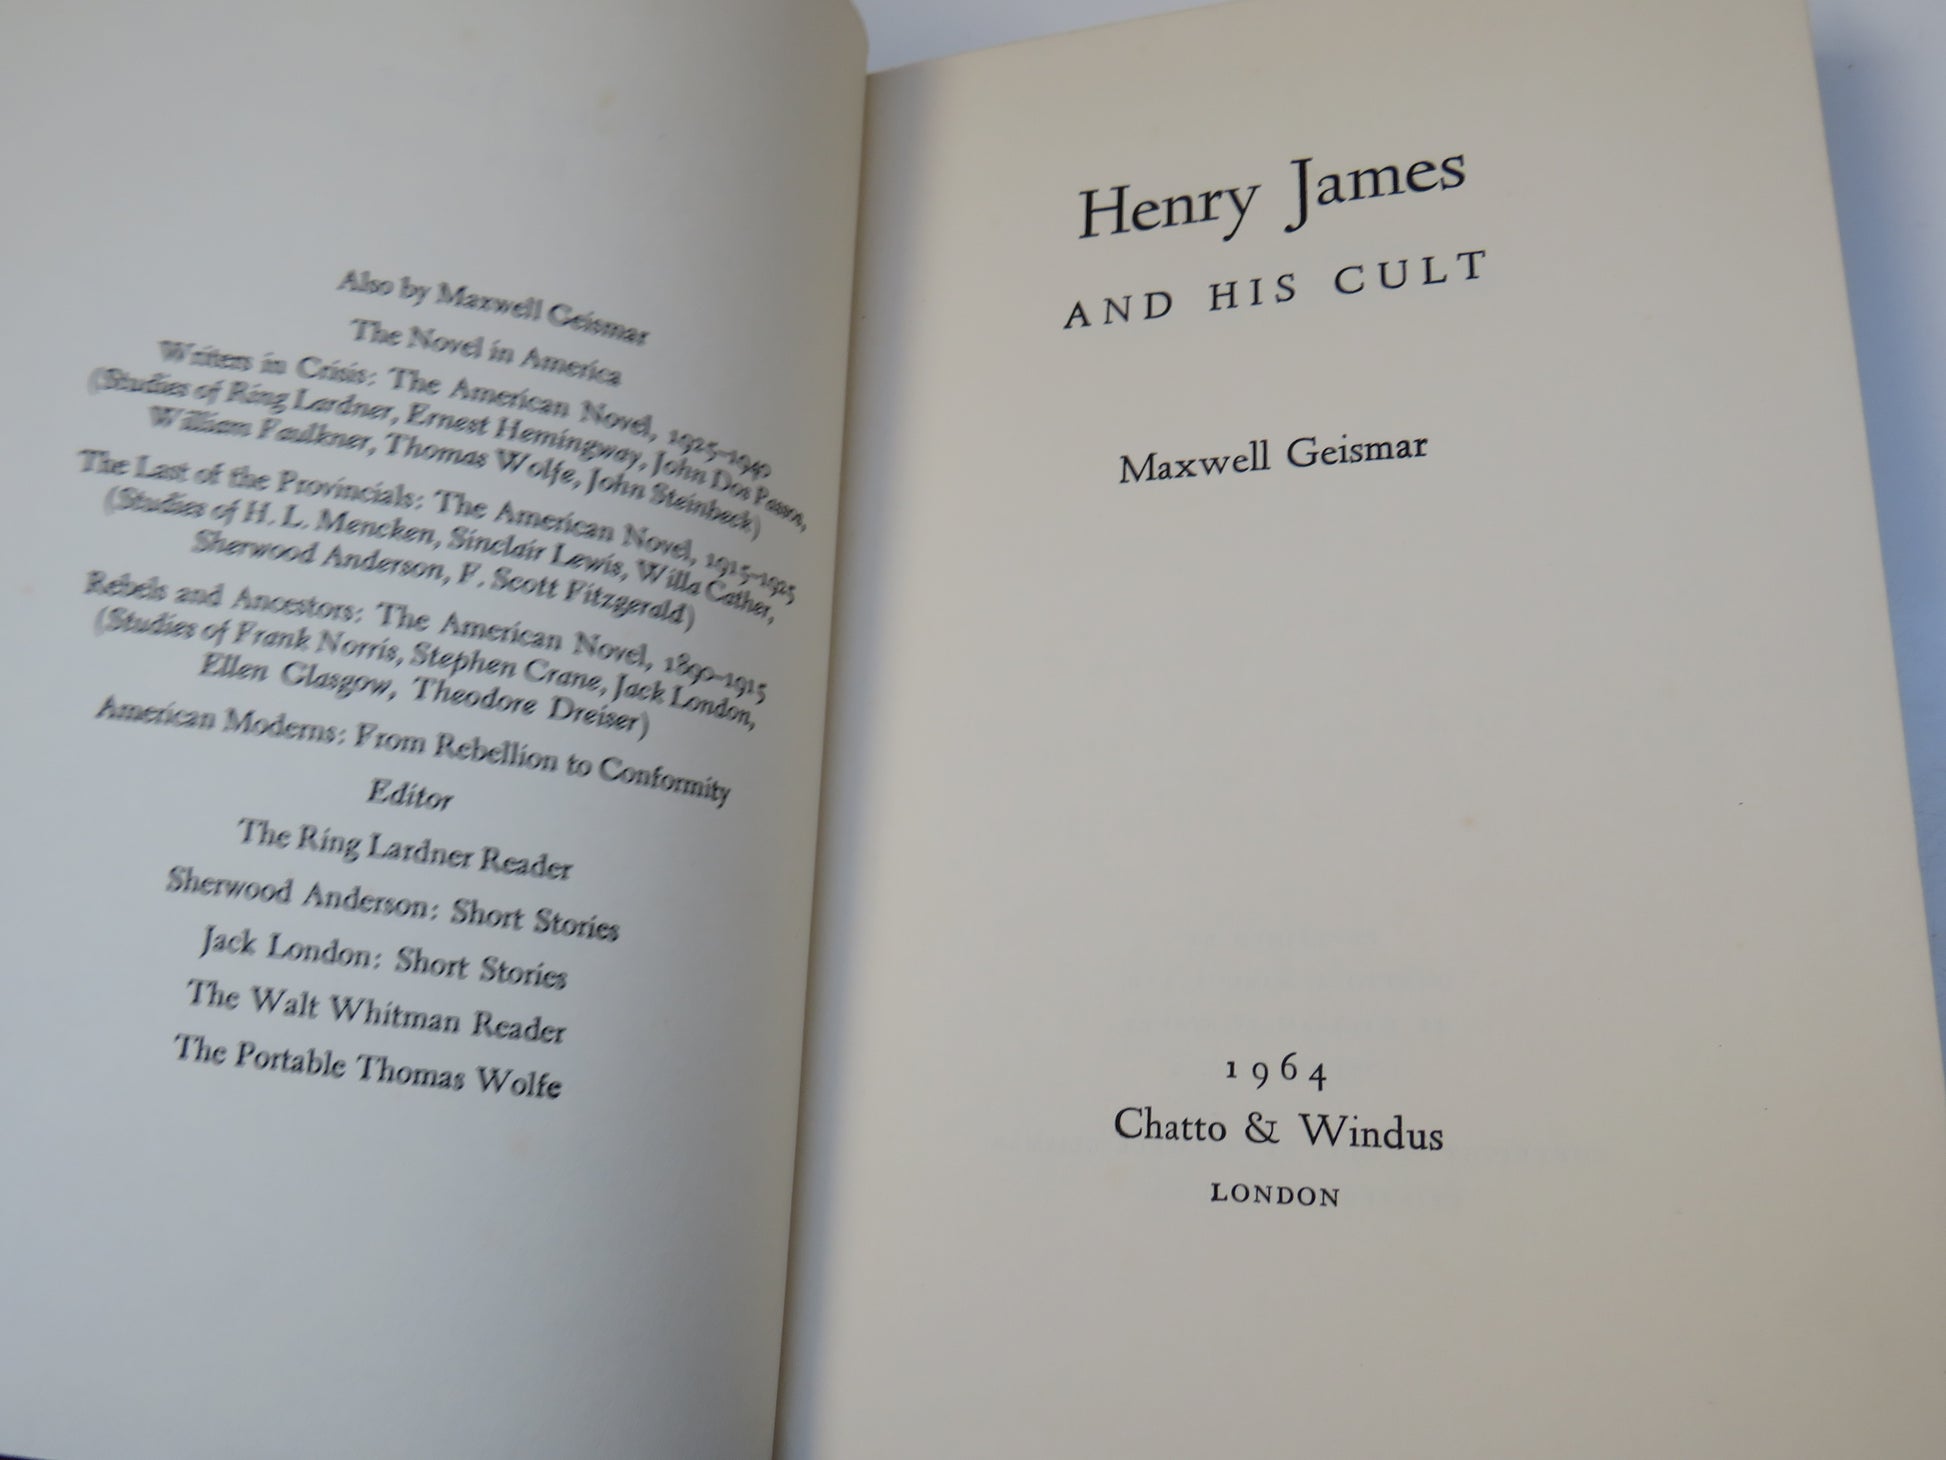 Also by Maxwell Geismar
The Novel in America
Writers in Crisis: The American Novel, 1925–1940
(Studies of Ring Lardner, Ernest Hemingway, John Dos Passos,
William Faulkner, Thomas Wolfe, John Steinbeck)
The Last of the Provincials: The American Novel, 1915–1925
(Studies of H. L. Mencken, Sinclair Lewis, Willa Cather,
Sherwood Anderson, F. Scott Fitzgerald)
Rebels and Ancestors: The American Novel, 1890–1915
(Studies of Frank Norris, Stephen Crane, Jack London,
Ellen Glasgow, Theodore Dreiser)
American Moderns: From Rebellion to Conformity
Editor
The Ring Lardner Reader
Sherwood Anderson: Short Stories
Jack London: Short Stories
The Walt Whitman Reader
The Portable Thomas Wolfe
Henry James
AND HIS CULT
Maxwell Geismar
1964
Chatto & Windus
LONDON